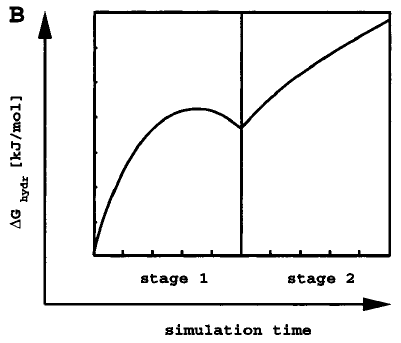 B
ΔG hydr [kJ/mol]
stage 1
stage 2
simulation time